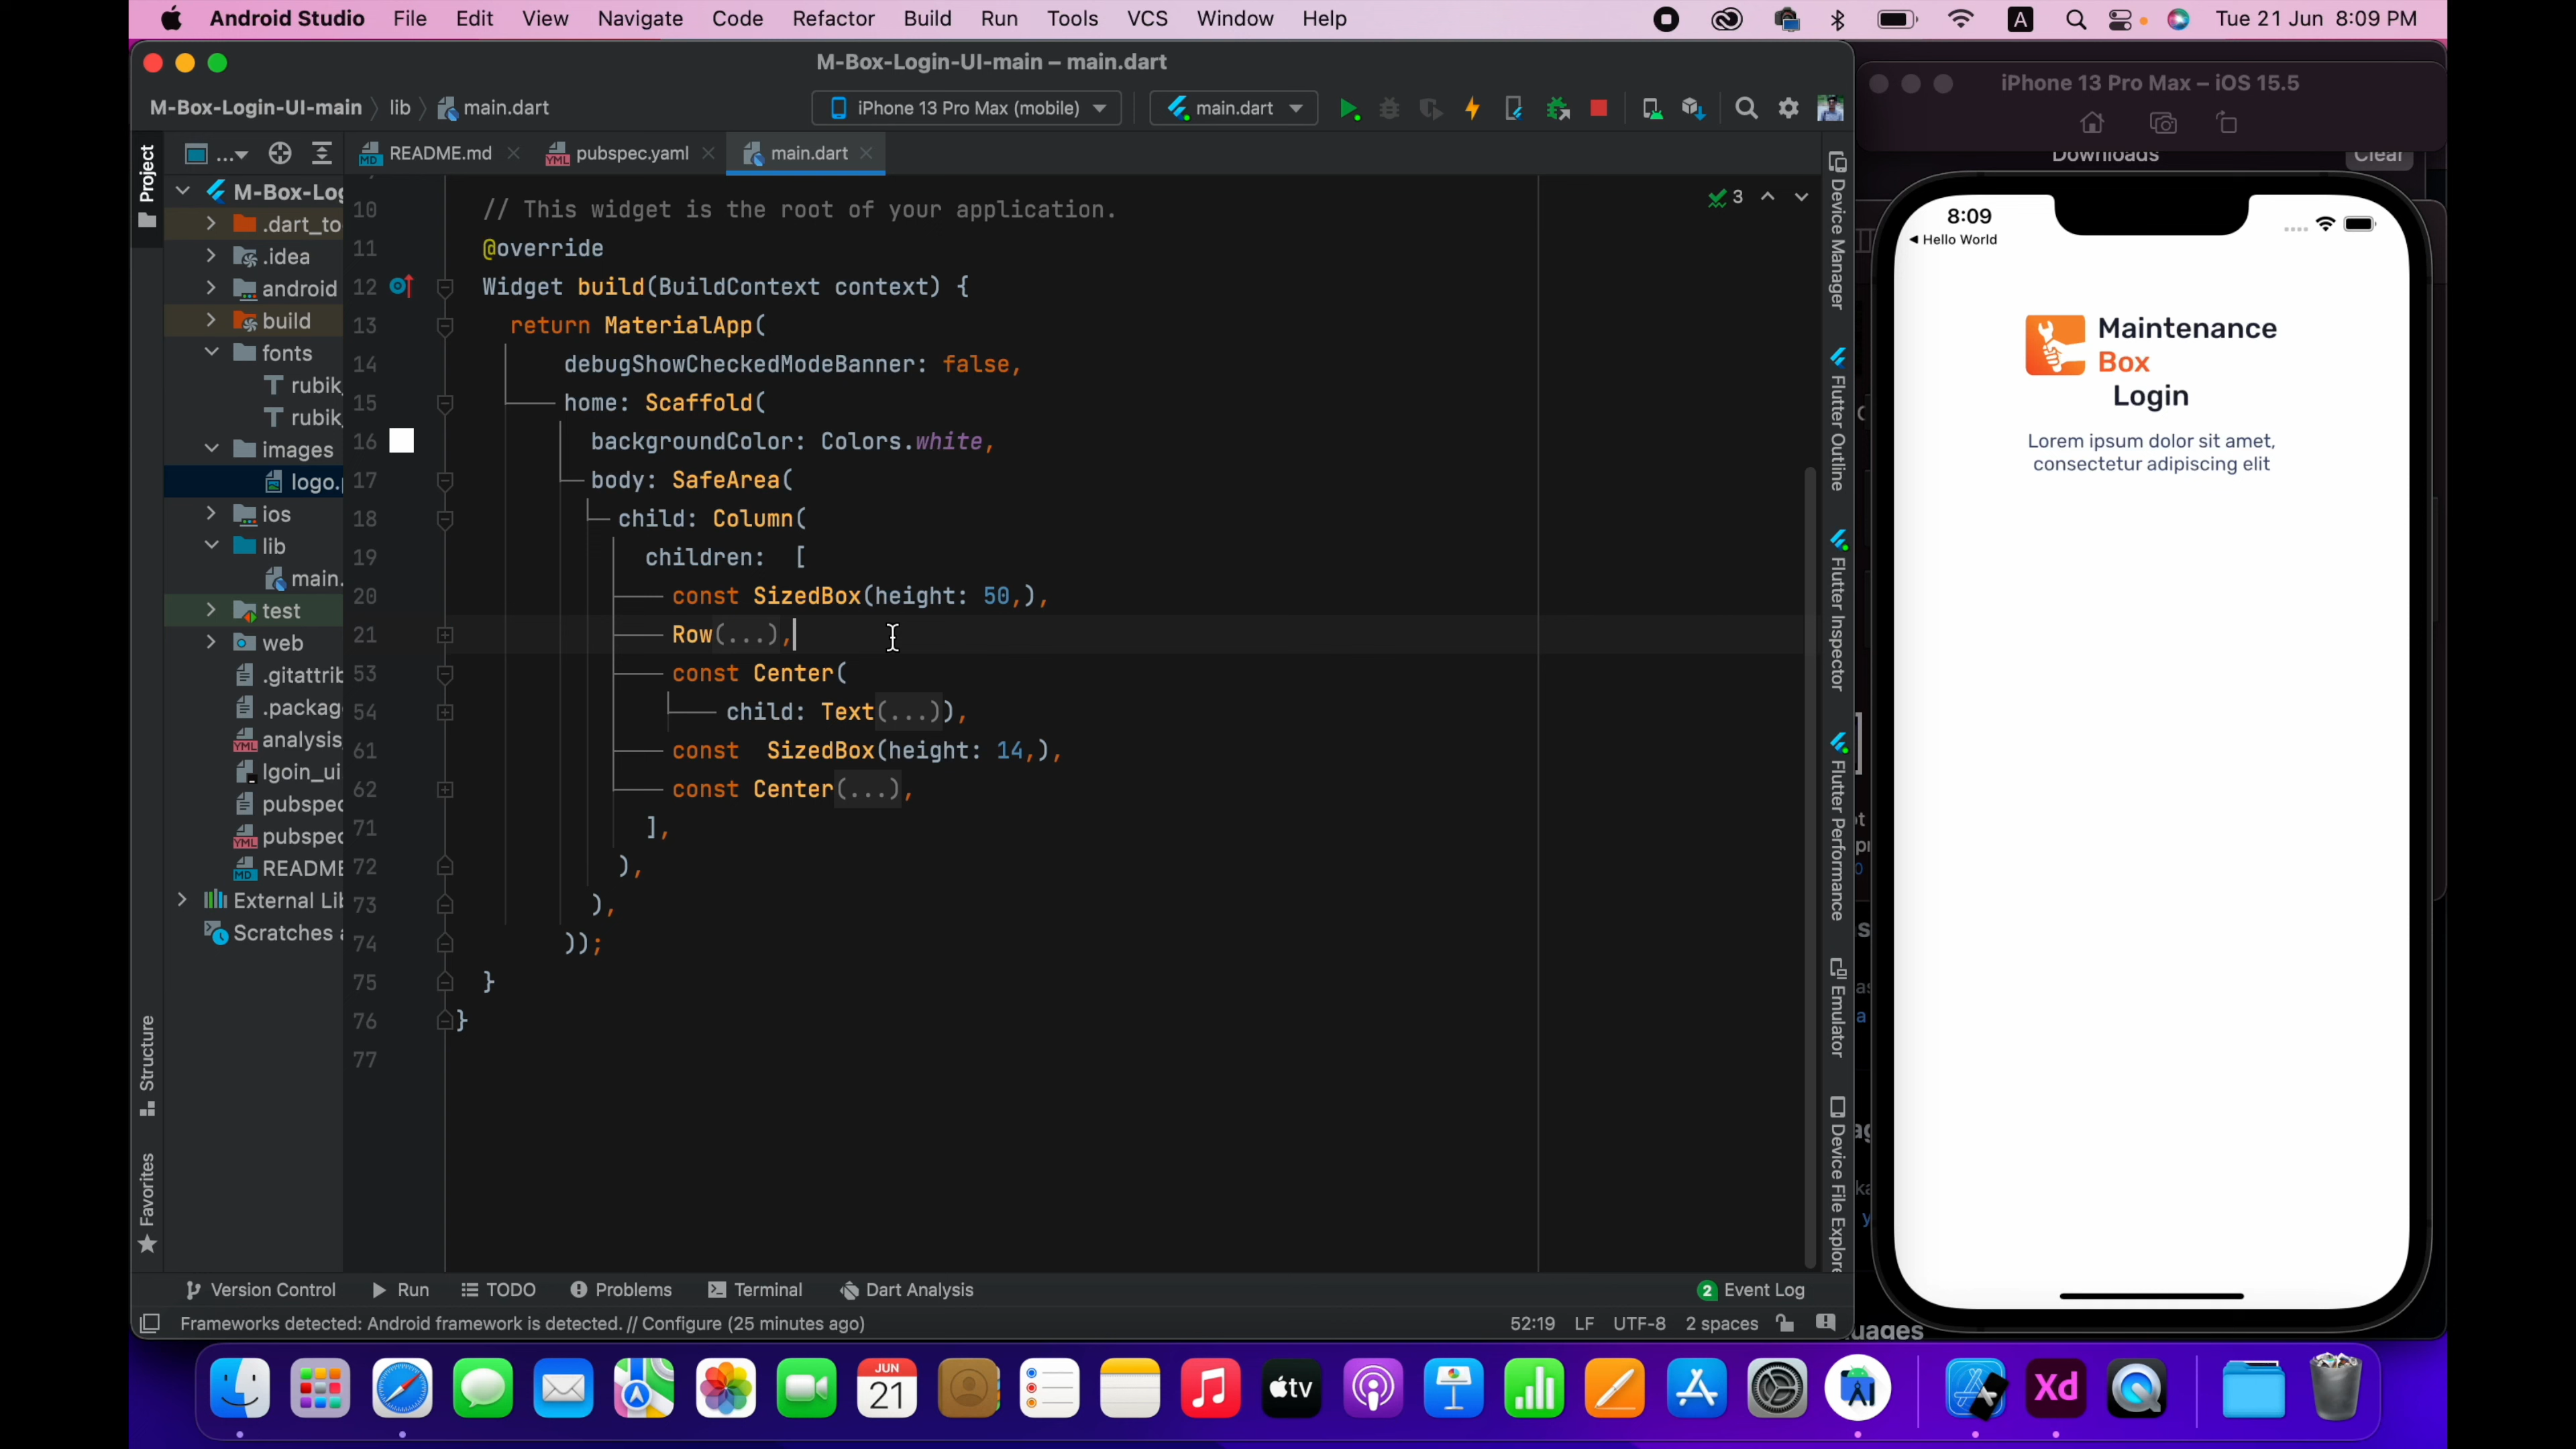 Android Studio File Edit View Navigate Code Refactor Build Run Tools VCS Window Help
A Tue 21 Jun 8:09 PM
M-Box-Login-UI-main – main.dart
M-Box-Login-UI-main lib main.dart
iPhone 13 Pro Max (mobile)
main.dart
Project
...
README.md
pubspec.yaml
main.dart
M-Box-Log
.dart_to
.idea
android
build
fonts
rubik
rubik
images
logo.p
ios
lib
main.
test
web
.gitattrib
.package
analysis
lgoin_ui
pubspec
pubspec
README
External Lib
Scratches a
Structure
Favorites
3
10 // This widget is the root of your application.
11 @override
12 Widget build(BuildContext context) {
13 return MaterialApp(
14 debugShowCheckedModeBanner: false,
15 home: Scaffold(
16 backgroundColor: Colors.white,
17 body: SafeArea(
18 child: Column(
19 children:  [
20 const SizedBox(height: 50,),
21 Row(...),
53 const Center(
54 child: Text(...)),
61 const  SizedBox(height: 14,),
62 const Center(...),
71 ],
72 ),
73 ),
74 ));
75 }
76 }
77
Device Manager
Flutter Outline
Flutter Inspector
Flutter Performance
Emulator
Device File Explore
Version Control Run TODO Problems Terminal Dart Analysis
2 Event Log
Frameworks detected: Android framework is detected. // Configure (25 minutes ago)
52:19 LF UTF-8 2 spaces
iPhone 13 Pro Max – iOS 15.5
Downloads Clear
8:09
Hello World
Maintenance
Box
Login
Lorem ipsum dolor sit amet,
consectetur adipiscing elit
uages
JUN
21
tv
Xd